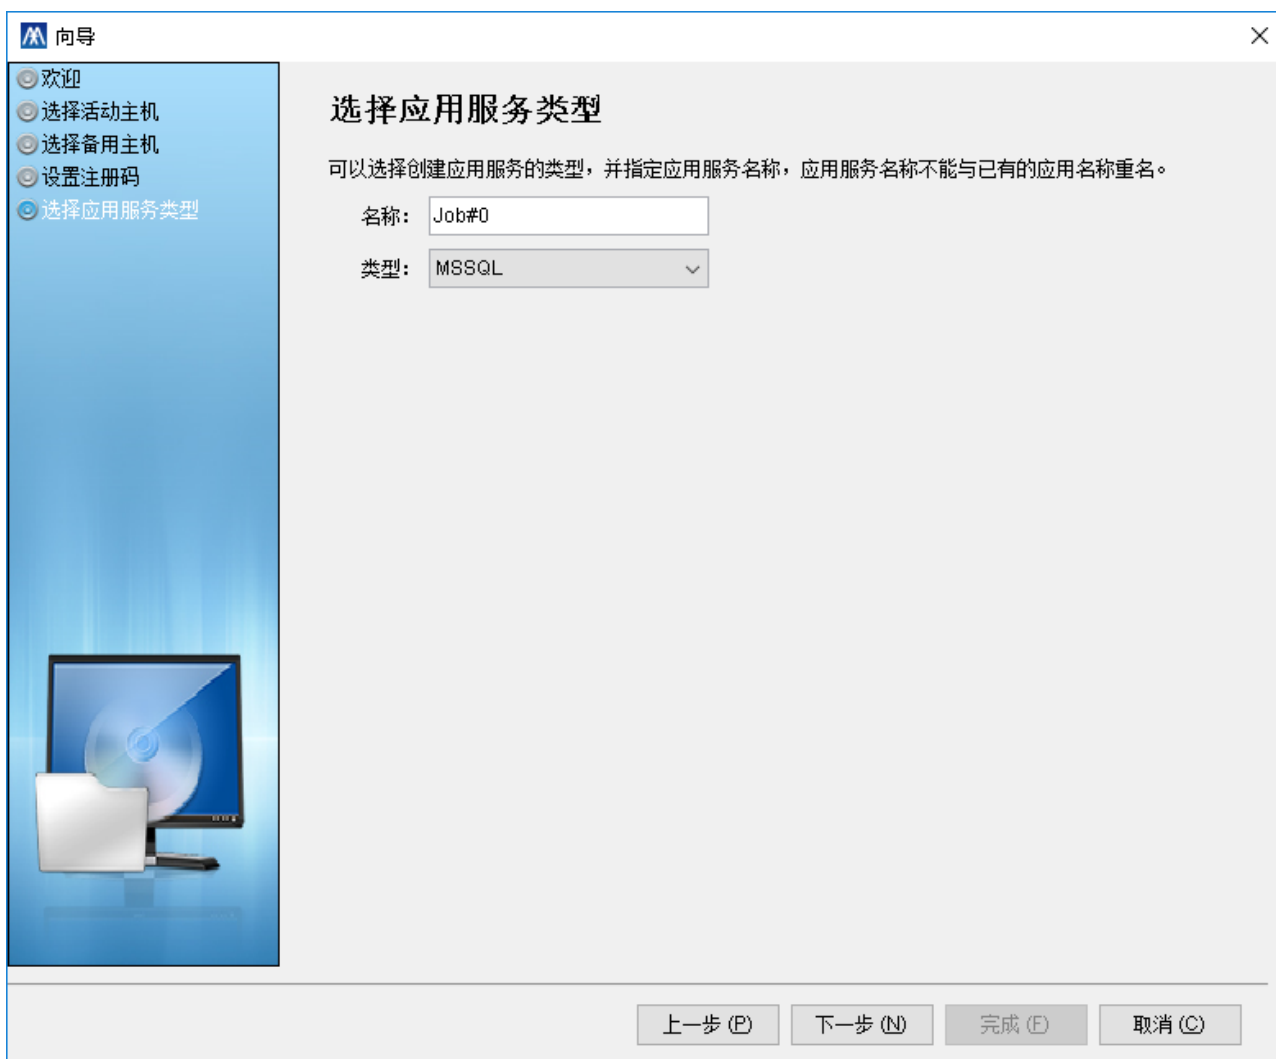 向导
欢迎
选择活动主机
选择备用主机
设置注册码
选择应用服务类型
选择应用服务类型
可以选择创建应用服务的类型，并指定应用服务名称，应用服务名称不能与已有的应用名称重名。
名称： Job#0
类型： MSSQL
上一步(P) 下一步(N) 完成(F) 取消(C)